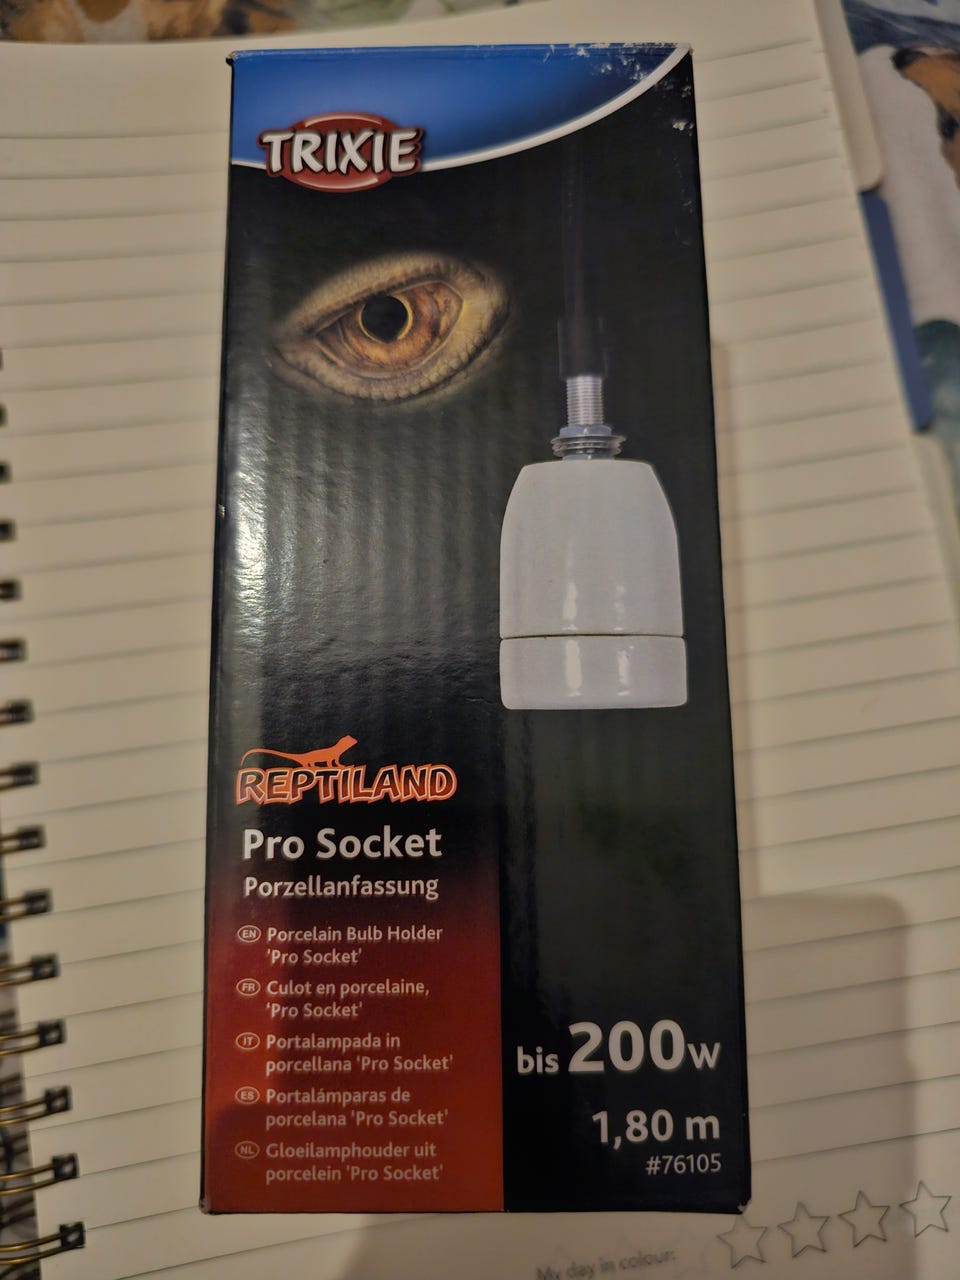 TRIXIE
REPTILAND
Pro Socket
Porzellanfassung
EN Porcelain Bulb Holder
'Pro Socket'
FR Culot en porcelaine,
'Pro Socket'
IT Portalampada in
porcellana 'Pro Socket'
ES Portalámparas de
porcelana 'Pro Socket'
NL Gloeilamphouder uit
porcelein 'Pro Socket'
bis 200W
1,80 m
#76105
My day in colour: